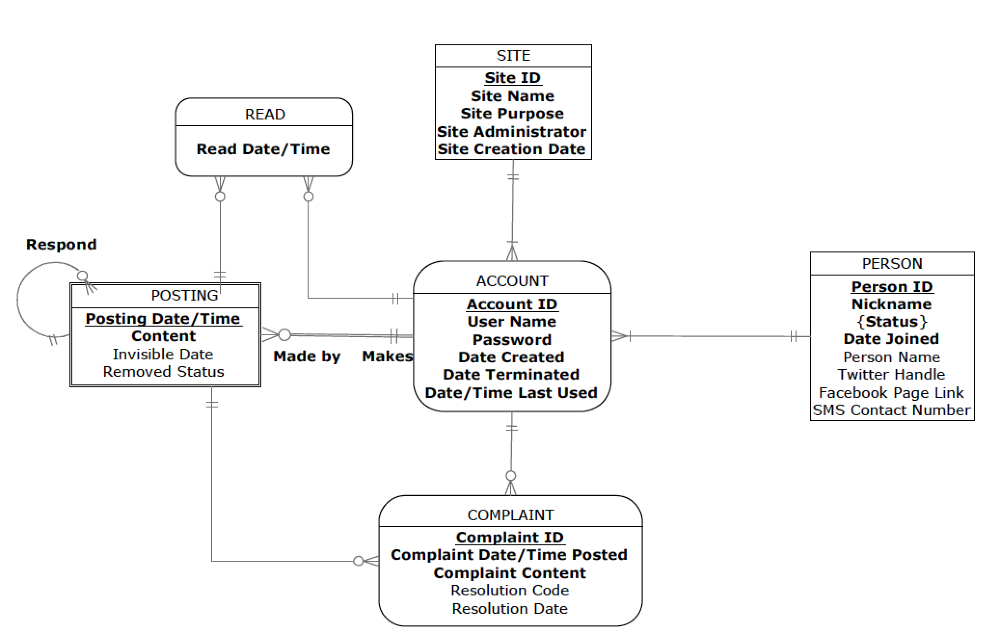 SITE
Site ID
Site Name
Site Purpose
Site Administrator
Site Creation Date
READ
Read Date/Time
Respond
POSTING
Posting Date/Time
Content
Invisible Date
Removed Status
Made by
Makes
ACCOUNT
Account ID
User Name
Password
Date Created
Date Terminated
Date/Time Last Used
PERSON
Person ID
Nickname
{Status}
Date Joined
Person Name
Twitter Handle
Facebook Page Link
SMS Contact Number
COMPLAINT
Complaint ID
Complaint Date/Time Posted
Complaint Content
Resolution Code
Resolution Date